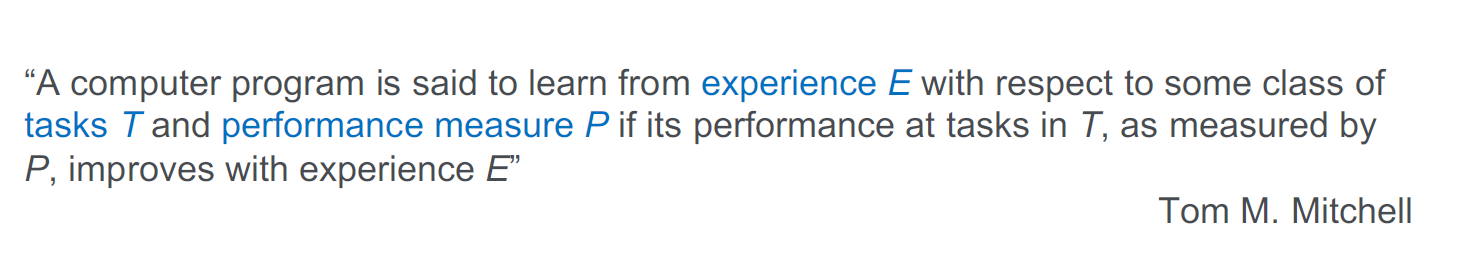 “A computer program is said to learn from experience E with respect to some class of
tasks T and performance measure P if its performance at tasks in T, as measured by
P, improves with experience E”
Tom M. Mitchell